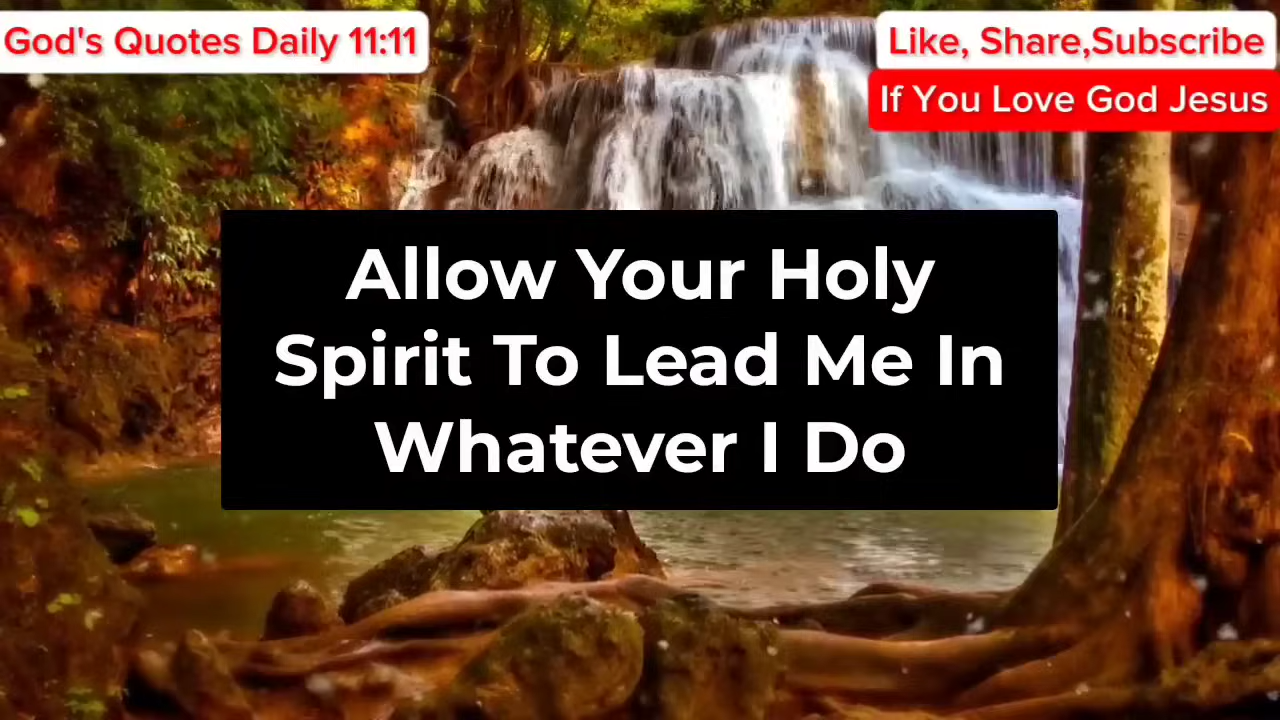 God's Quotes Daily 11:11
Like, Share,Subscribe
If You Love God Jesus
Allow Your Holy
Spirit To Lead Me In
Whatever I Do